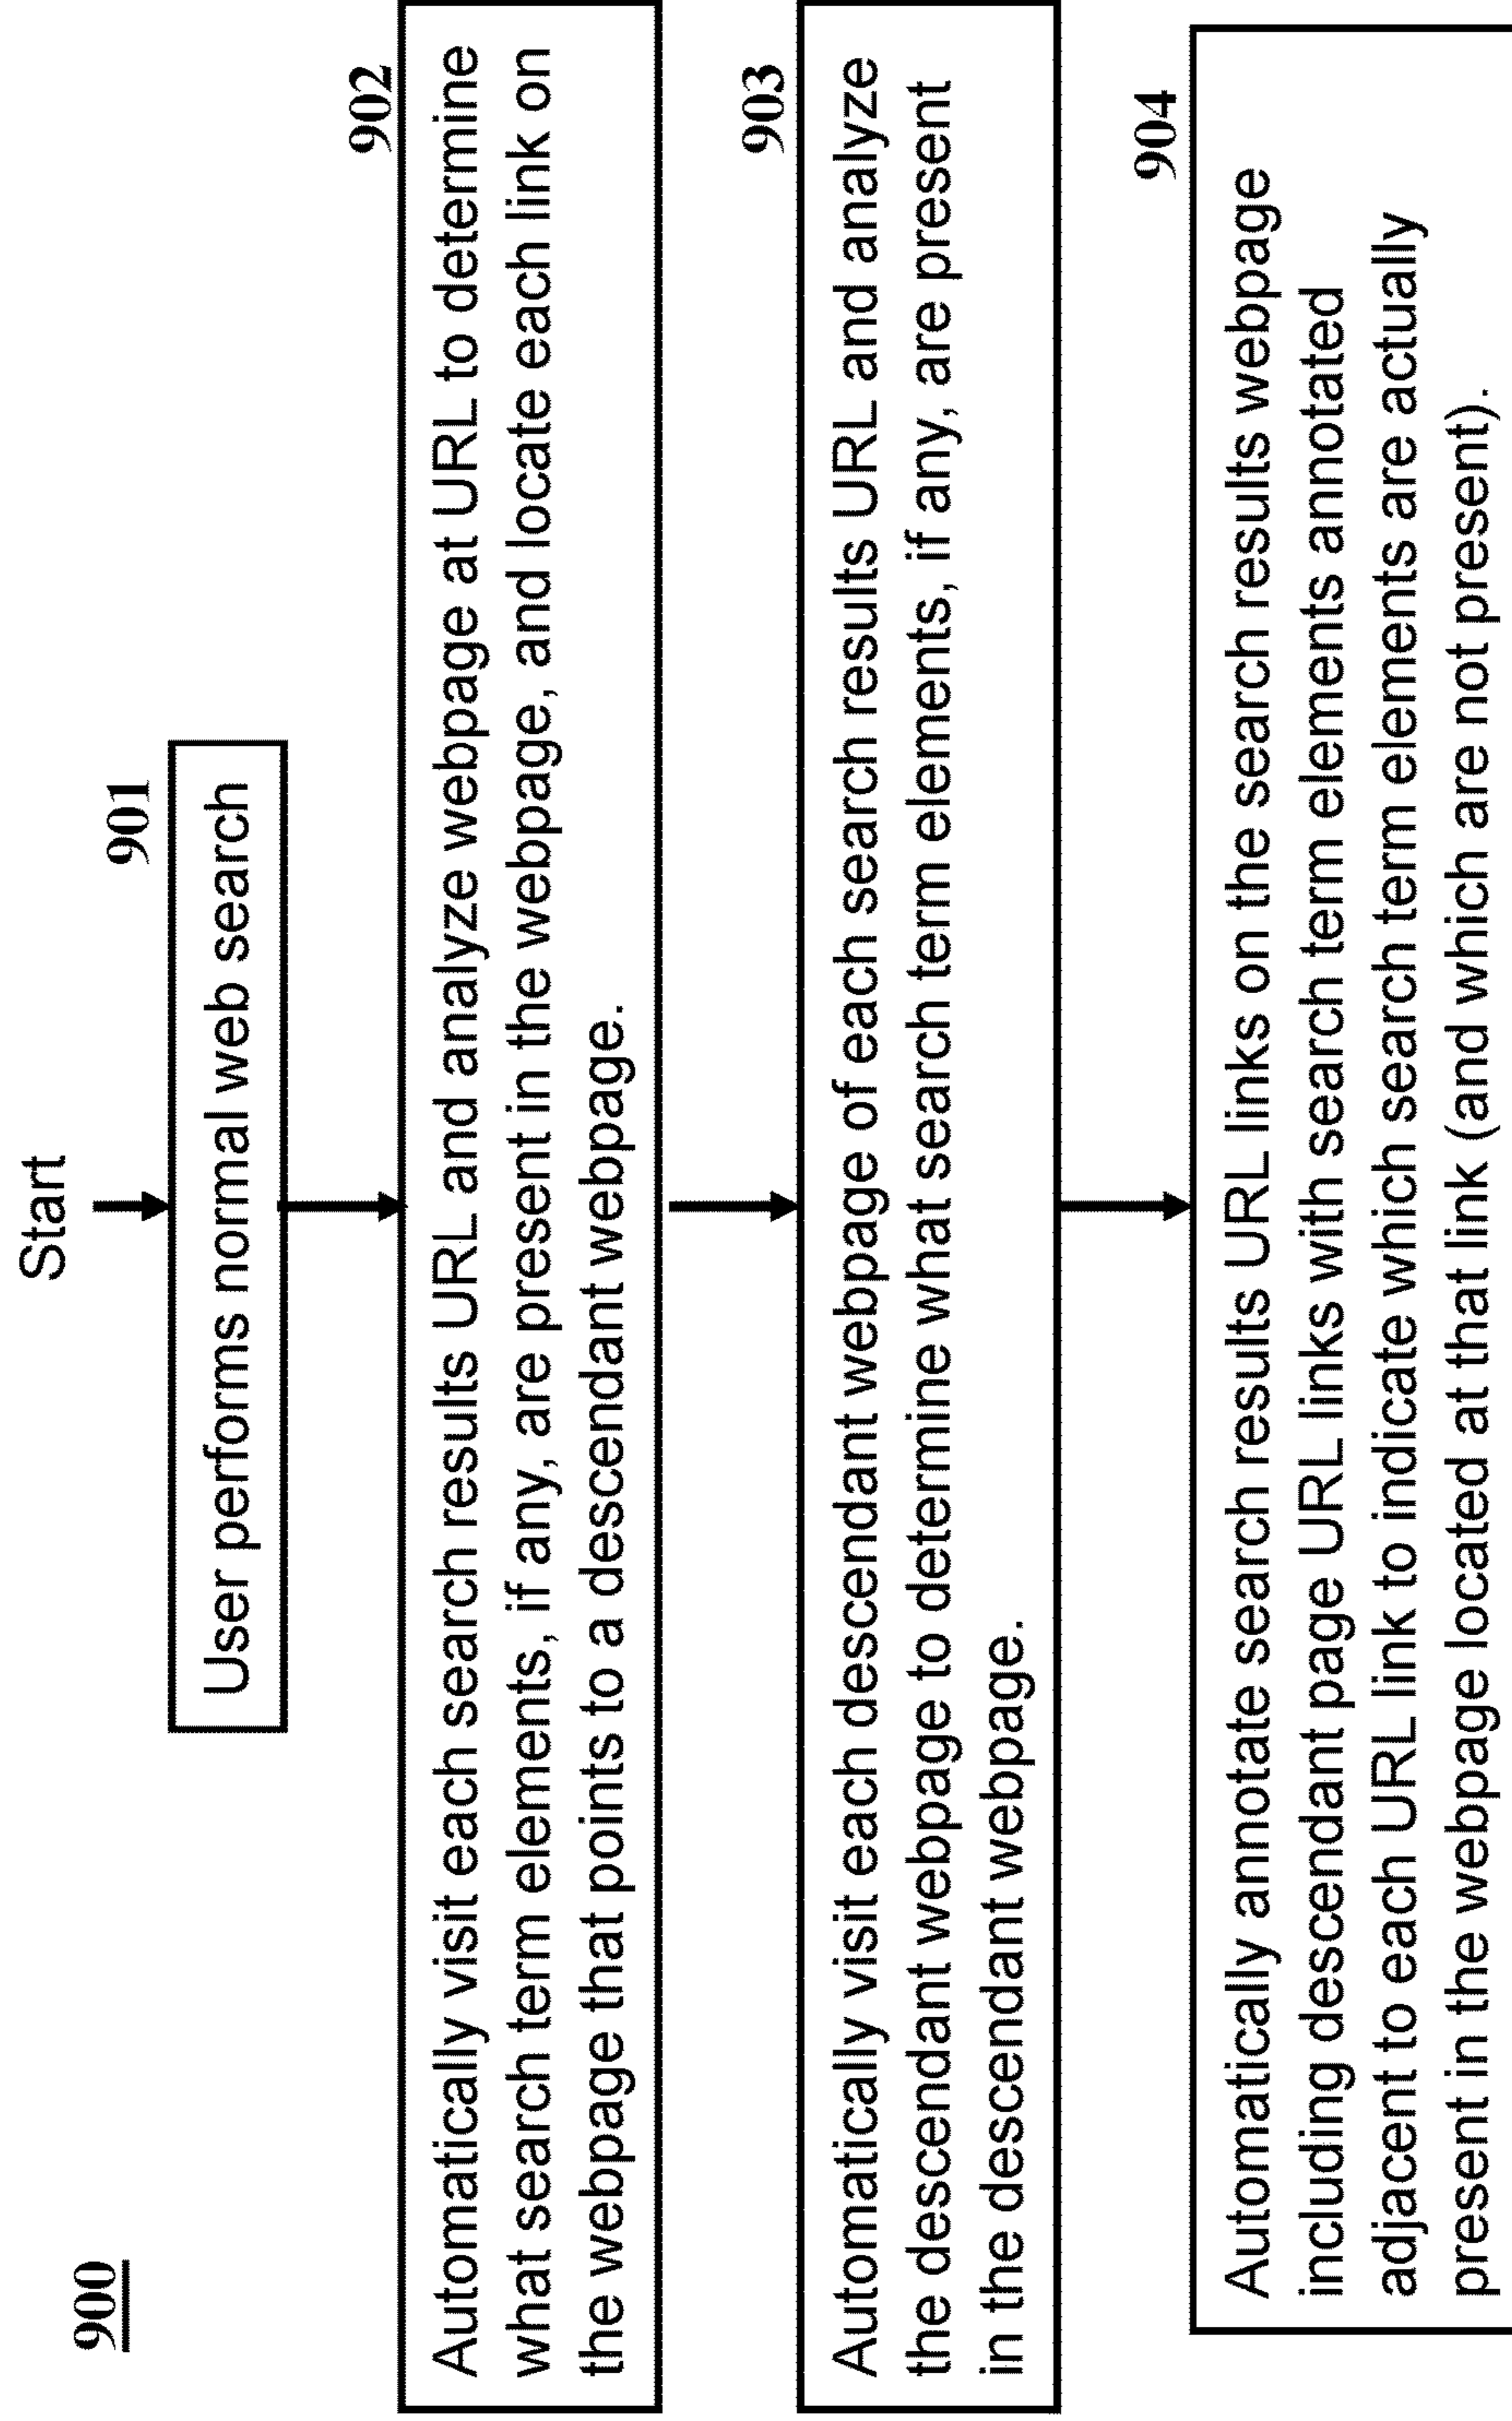 900
Start
901
User performs normal web search
902
Automatically visit each search results URL and analyze webpage at URL to determine
what search term elements, if any, are present in the webpage, and locate each link on
the webpage that points to a descendant webpage.
903
Automatically visit each descendant webpage of each search results URL and analyze
the descendant webpage to determine what search term elements, if any, are present
in the descendant webpage.
904
Automatically annotate search results URL links on the search results webpage
including descendant page URL links with search term elements annotated
adjacent to each URL link to indicate which search term elements are actually
present in the webpage located at that link (and which are not present).